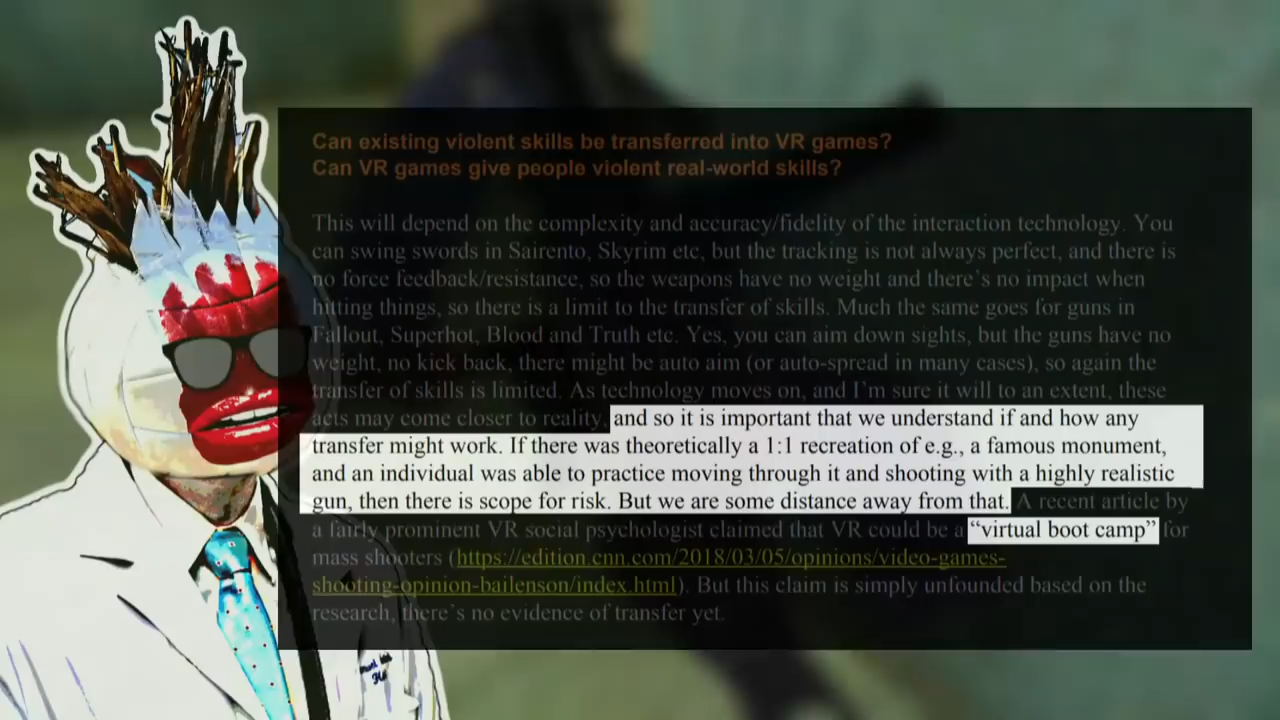 Can existing violent skills be transferred into VR games?
Can VR games give people violent real-world skills?
This will depend on the complexity and accuracy/fidelity of the interaction technology. You
can swing swords in Sairento, Skyrim etc, but the tracking is not always perfect, and there is
no force feedback/resistance, so the weapons have no weight and there's no impact when
hitting things, so there is a limit to the transfer of skills. Much the same goes for guns in
Fallout, Superhot, Blood and Truth etc. Yes, you can aim down sights, but the guns have no
weight, no kick back, there might be auto aim (or auto-spread in many cases), so again the
transfer of skills is limited. As technology moves on, and I'm sure it will to an extent, these
acts may come closer to reality, and so it is important that we understand if and how any
transfer might work. If there was theoretically a 1:1 recreation of e.g., a famous monument,
and an individual was able to practice moving through it and shooting with a highly realistic
gun, then there is scope for risk. But we are some distance away from that. A recent article by
a fairly prominent VR social psychologist claimed that VR could be a “virtual boot camp” for
mass shooters (https://edition.cnn.com/2018/03/05/opinions/video-games-
shooting-opinion-bailenson/index.html). But this claim is simply unfounded based on the
research, there's no evidence of transfer yet.